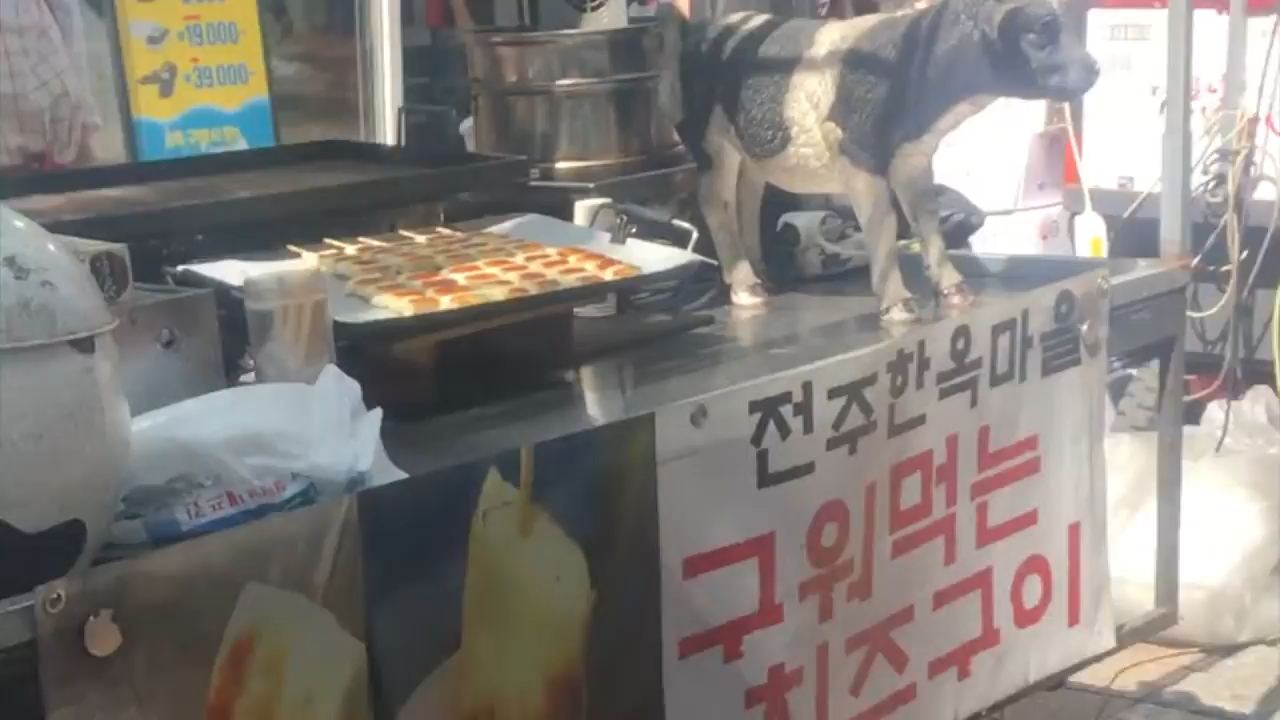 ₩19,000-
₩39,000-
전주한옥마을
구워먹는
치즈구이